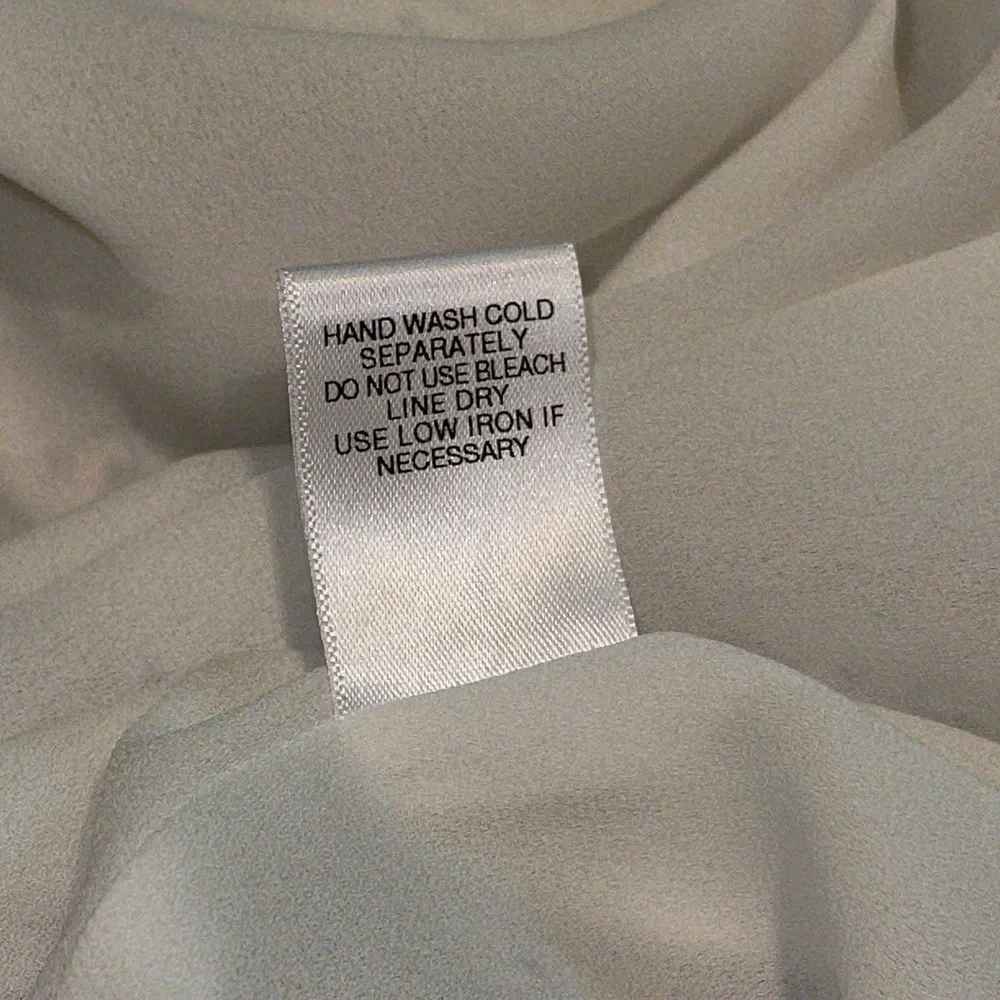 HAND WASH COLD
SEPARATELY
DO NOT USE BLEACH
LINE DRY
USE LOW IRON IF
NECESSARY